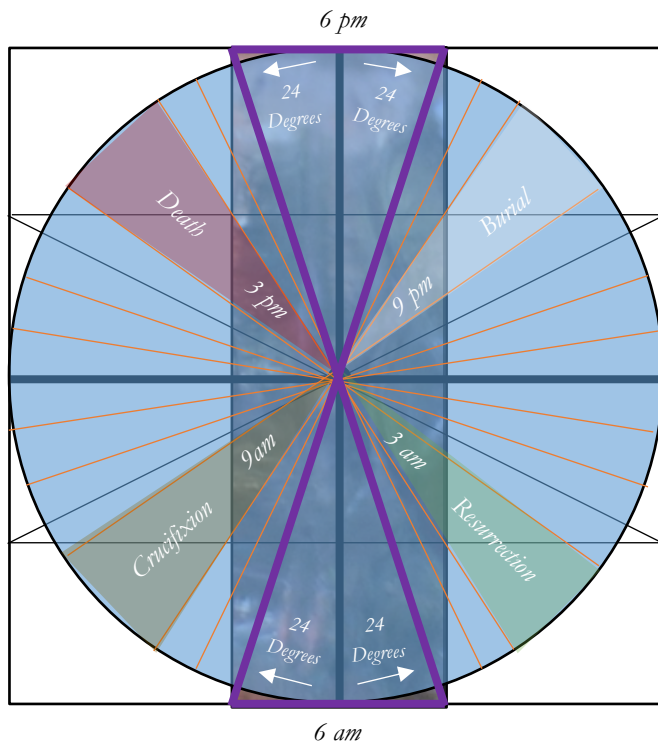 6 pm
24
Degrees
24
Degrees
Death
Burial
3 pm
9 pm
9am
3 am
Crucifixion
Resurrection
24
Degrees
24
Degrees
6 am